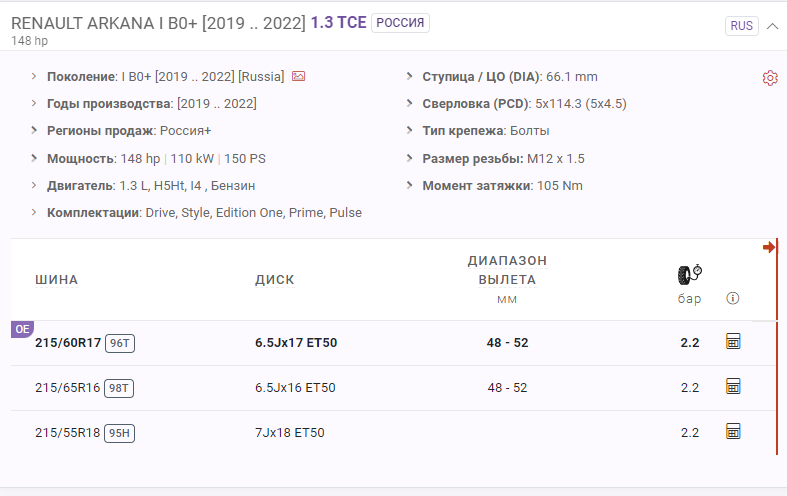 RENAULT ARKANA I B0+ [2019 .. 2022] 1.3 TCE РОССИЯ RUS
148 hp
Поколение: I B0+ [2019 .. 2022] [Russia]
Годы производства: [2019 .. 2022]
Регионы продаж: Россия+
Мощность: 148 hp | 110 kW | 150 PS
Двигатель: 1.3 L, H5Ht, I4 , Бензин
Комплектации: Drive, Style, Edition One, Prime, Pulse
Ступица / ЦО (DIA): 66.1 mm
Сверловка (PCD): 5x114.3 (5x4.5)
Тип крепежа: Болты
Размер резьбы: M12 x 1.5
Момент затяжки: 105 Nm
ШИНА ДИСК ДИАПАЗОН ВЫЛЕТА мм бар
OE
215/60R17 96T 6.5Jx17 ET50 48 - 52 2.2
215/65R16 98T 6.5Jx16 ET50 48 - 52 2.2
215/55R18 95H 7Jx18 ET50 2.2